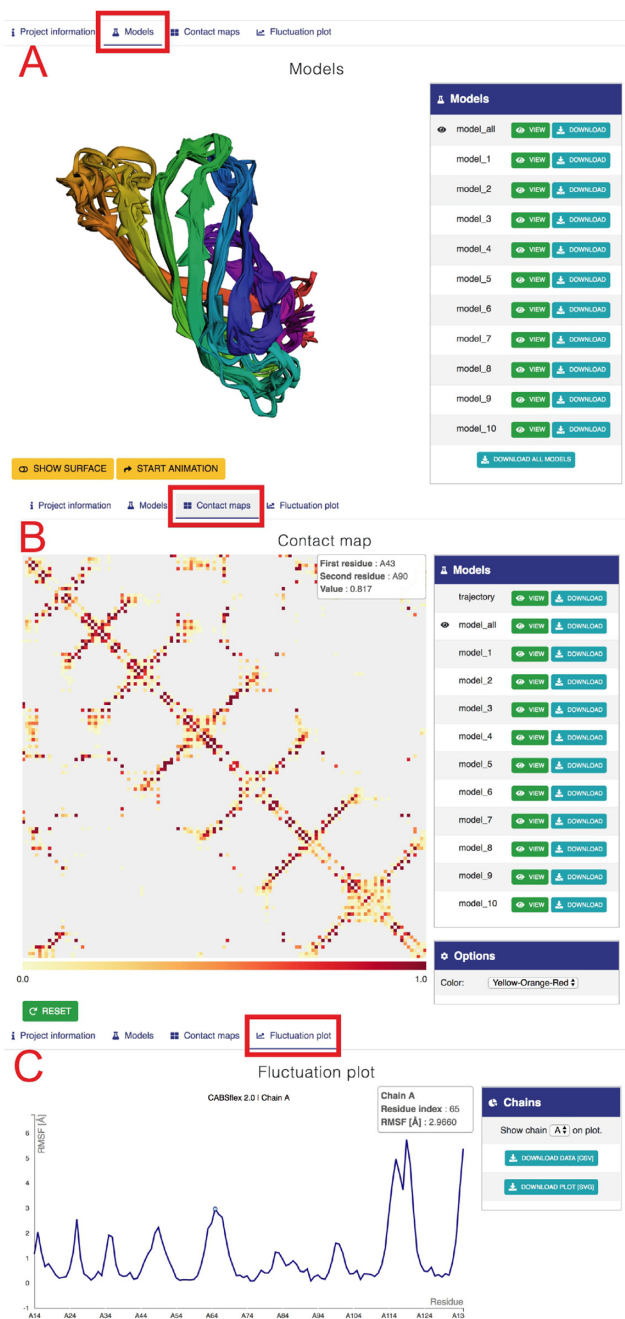 Project information Models Contact maps Fluctuation plot
A
Models
Models
model_all VIEW DOWNLOAD
model_1 VIEW DOWNLOAD
model_2 VIEW DOWNLOAD
model_3 VIEW DOWNLOAD
model_4 VIEW DOWNLOAD
model_5 VIEW DOWNLOAD
model_6 VIEW DOWNLOAD
model_7 VIEW DOWNLOAD
model_8 VIEW DOWNLOAD
model_9 VIEW DOWNLOAD
model_10 VIEW DOWNLOAD
DOWNLOAD ALL MODELS
SHOW SURFACE START ANIMATION
Project information Models Contact maps Fluctuation plot
B
Contact map
First residue : A43
Second residue : A90
Value : 0.817
Models
trajectory VIEW DOWNLOAD
model_all VIEW DOWNLOAD
model_1 VIEW DOWNLOAD
model_2 VIEW DOWNLOAD
model_3 VIEW DOWNLOAD
model_4 VIEW DOWNLOAD
model_5 VIEW DOWNLOAD
model_6 VIEW DOWNLOAD
model_7 VIEW DOWNLOAD
model_8 VIEW DOWNLOAD
model_9 VIEW DOWNLOAD
model_10 VIEW DOWNLOAD
0.0 1.0
Options
Color: Yellow-Orange-Red
RESET
Project information Models Contact maps Fluctuation plot
C
Fluctuation plot
CABSflex 2.0 | Chain A
Chain A
Residue index : 65
RMSF [Å] : 2.9660
Chains
Show chain A on plot.
DOWNLOAD DATA [CSV]
DOWNLOAD PLOT [SVG]
RMSF [Å]
6
5
4
3
2
1
0
-1
Residue
A14 A24 A34 A44 A54 A64 A74 A84 A94 A104 A114 A124 A13